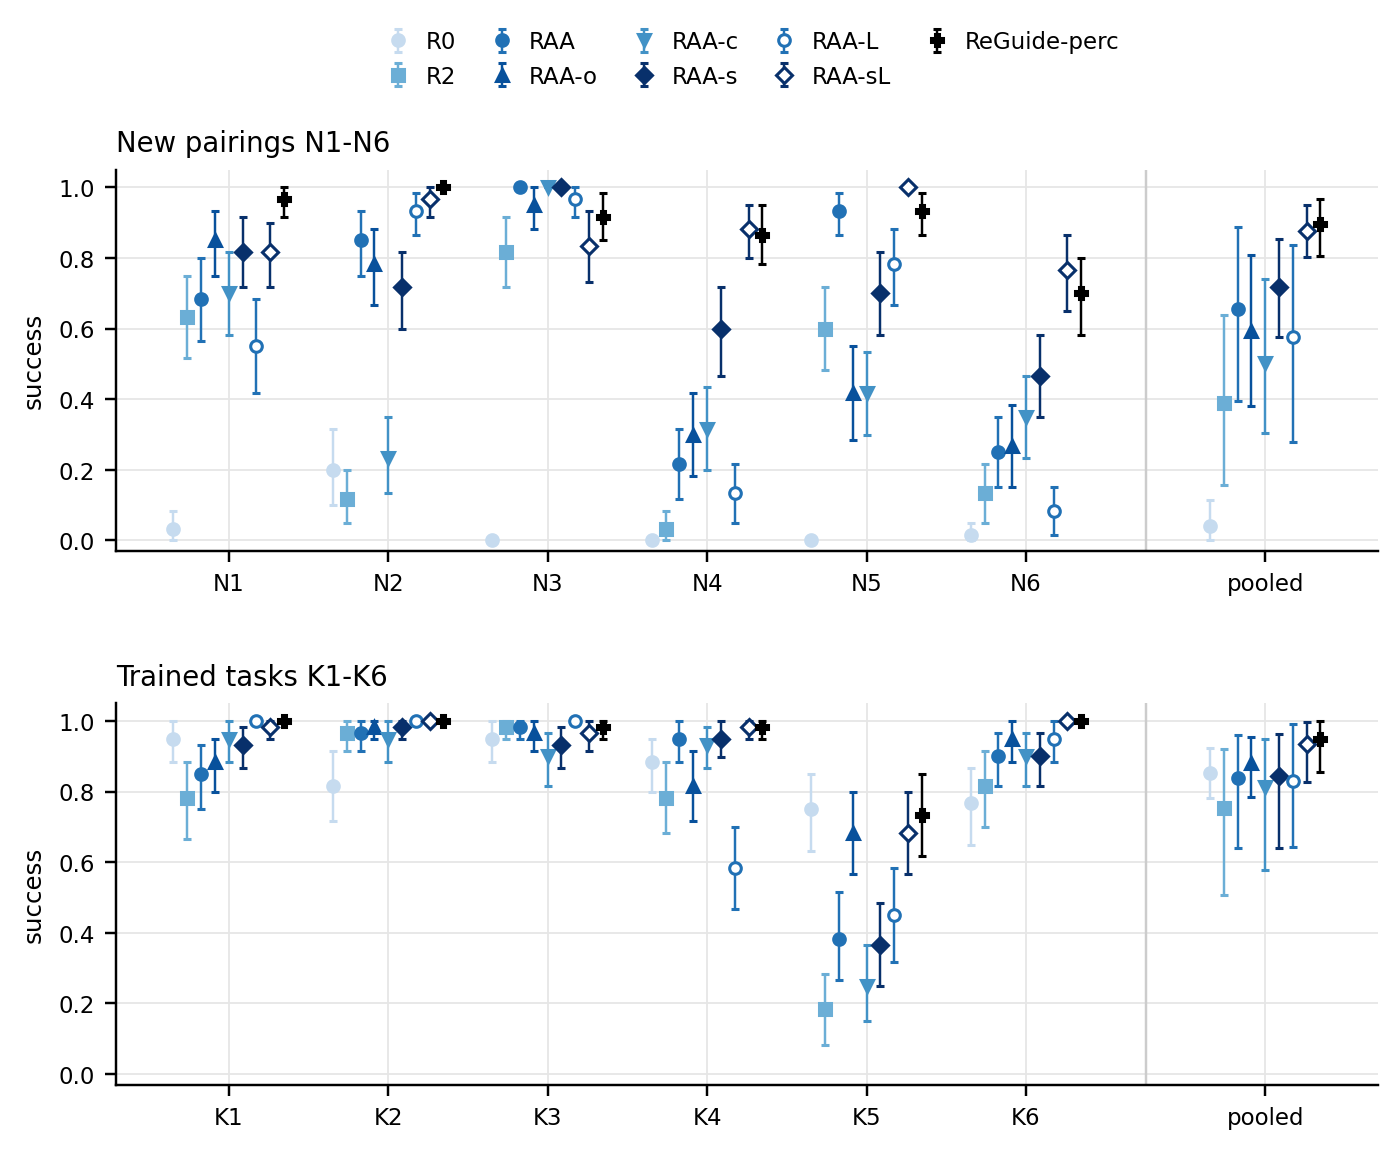 R0 RAA RAA-c RAA-L ReGuide-perc
R2 RAA-o RAA-s RAA-sL
New pairings N1-N6
success
1.0
0.8
0.6
0.4
0.2
0.0
N1 N2 N3 N4 N5 N6 pooled
Trained tasks K1-K6
success
1.0
0.8
0.6
0.4
0.2
0.0
K1 K2 K3 K4 K5 K6 pooled